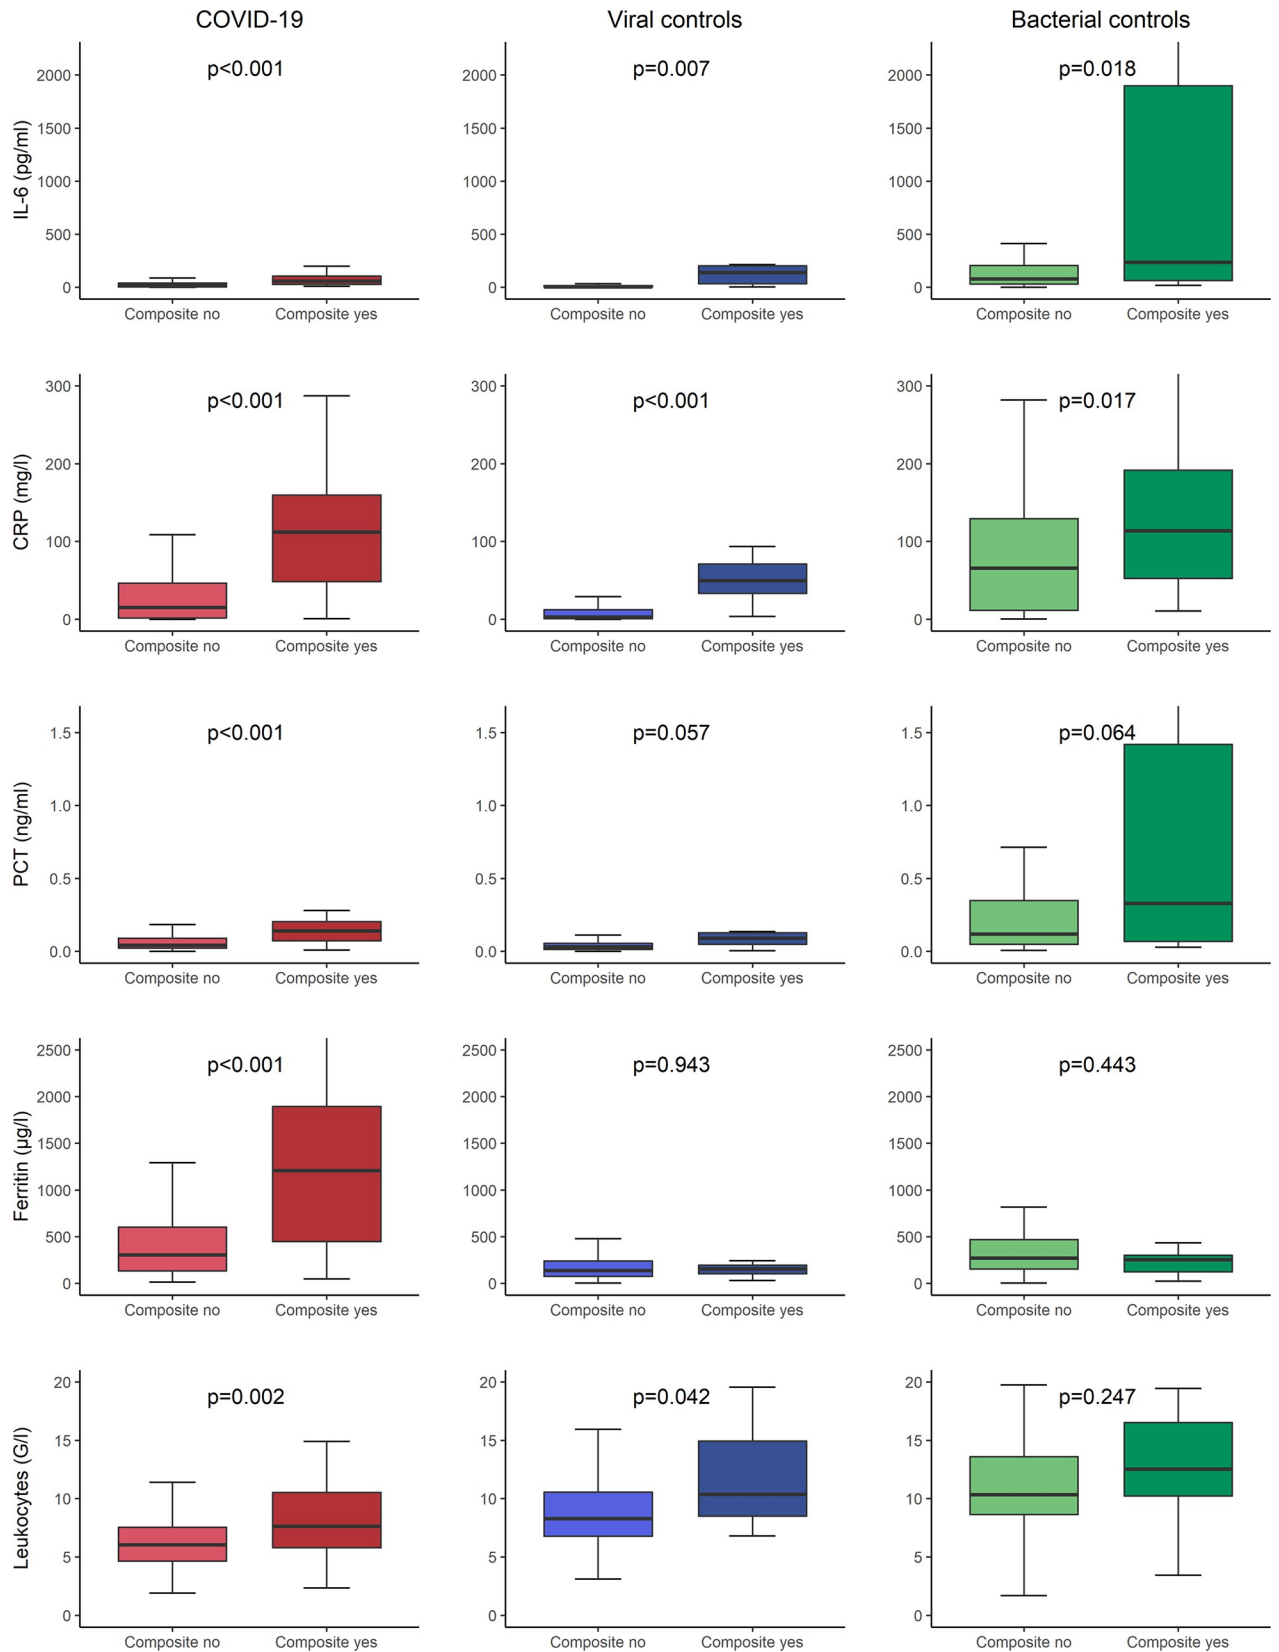 COVID-19 Viral controls Bacterial controls
IL-6 (pg/ml)
p<0.001 p=0.007 p=0.018
2000 2000 2000
1500 1500 1500
1000 1000 1000
500 500 500
0 0 0
Composite no Composite yes Composite no Composite yes Composite no Composite yes
CRP (mg/l)
300 300 300
p<0.001 p<0.001 p=0.017
200 200 200
100 100 100
0 0 0
Composite no Composite yes Composite no Composite yes Composite no Composite yes
PCT (ng/ml)
1.5 p<0.001 1.5 p=0.057 1.5 p=0.064
1.0 1.0 1.0
0.5 0.5 0.5
0.0 0.0 0.0
Composite no Composite yes Composite no Composite yes Composite no Composite yes
Ferritin (µg/l)
2500 2500 2500
p<0.001 p=0.943 p=0.443
2000 2000 2000
1500 1500 1500
1000 1000 1000
500 500 500
0 0 0
Composite no Composite yes Composite no Composite yes Composite no Composite yes
Leukocytes (G/l)
20 20 20
p=0.002 p=0.042 p=0.247
15 15 15
10 10 10
5 5 5
0 0 0
Composite no Composite yes Composite no Composite yes Composite no Composite yes